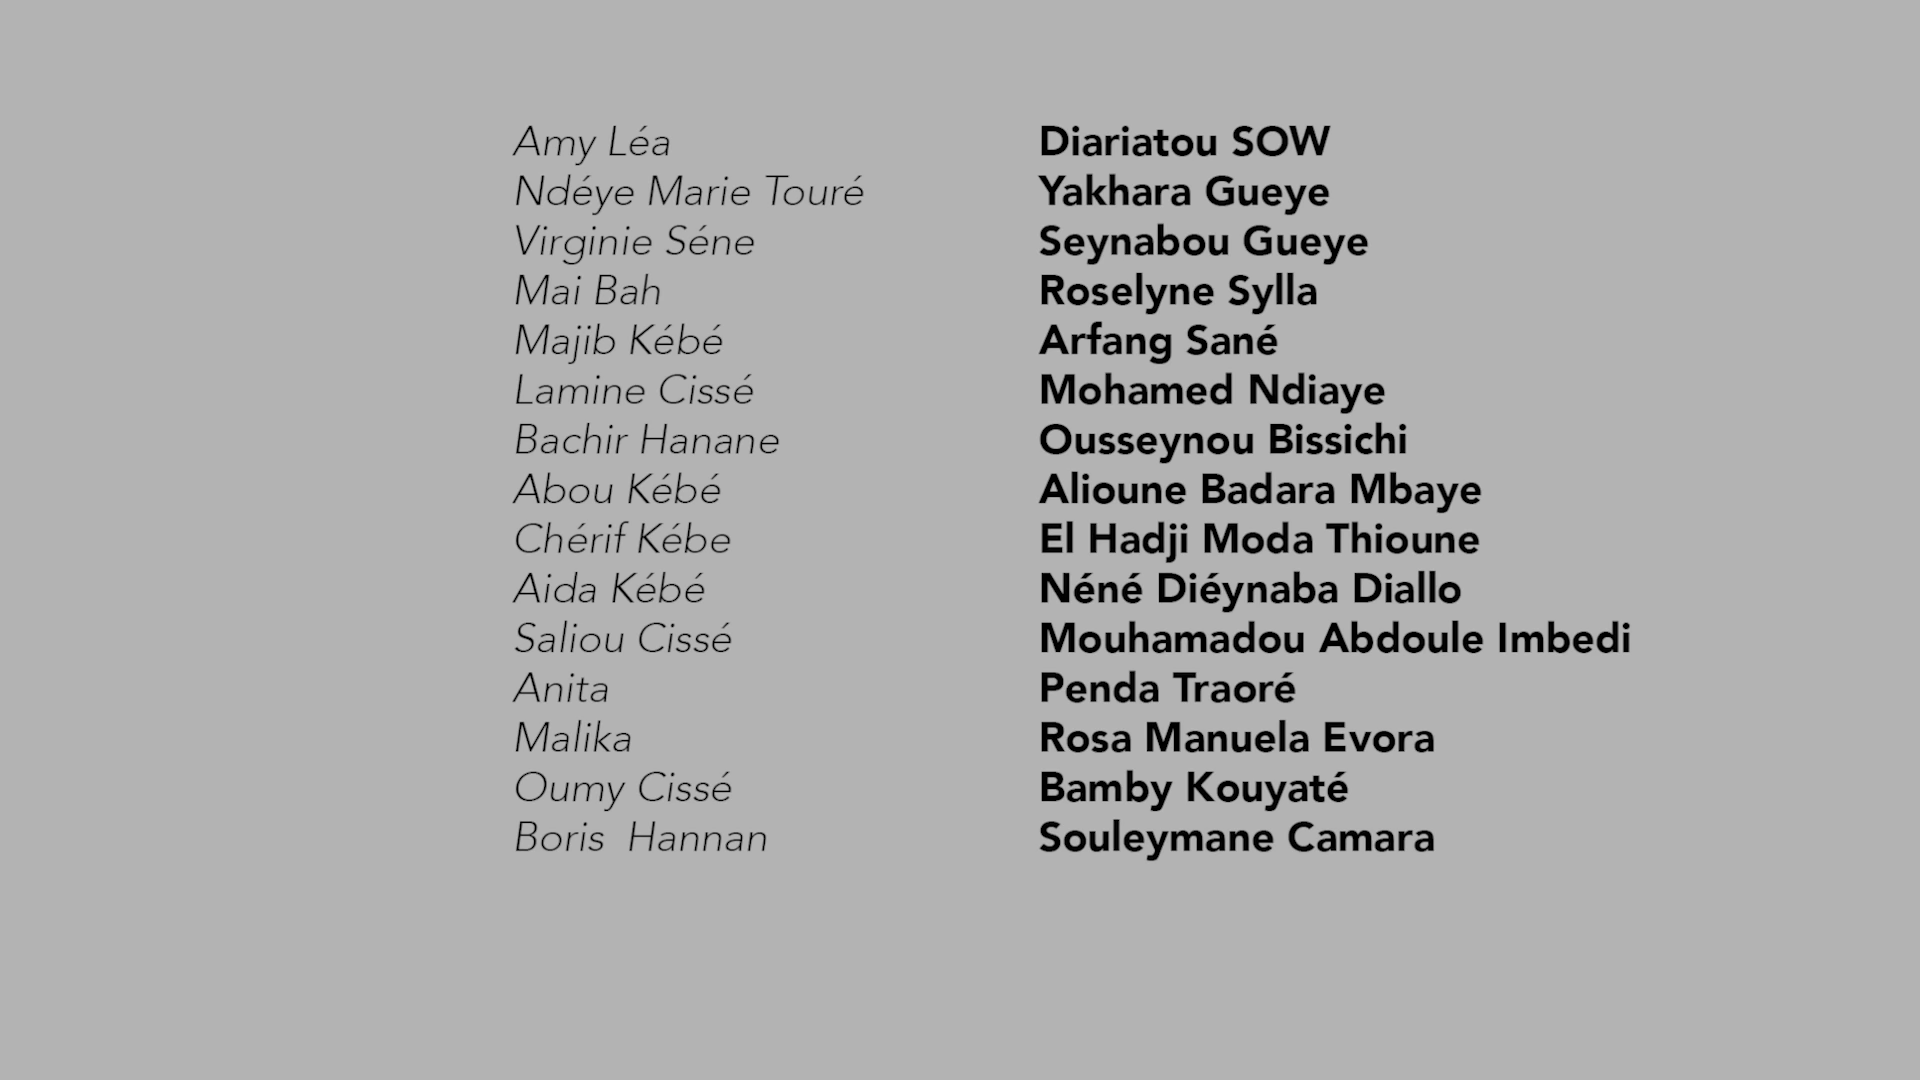 Amy Léa Diariatou SOW
Ndéye Marie Touré Yakhara Gueye
Virginie Séne Seynabou Gueye
Mai Bah Roselyne Sylla
Majib Kébé Arfang Sané
Lamine Cissé Mohamed Ndiaye
Bachir Hanane Ousseynou Bissichi
Abou Kébé Alioune Badara Mbaye
Chérif Kébe El Hadji Moda Thioune
Aida Kébé Néné Diéynaba Diallo
Saliou Cissé Mouhamadou Abdoule Imbedi
Anita Penda Traoré
Malika Rosa Manuela Evora
Oumy Cissé Bamby Kouyaté
Boris  Hannan Souleymane Camara